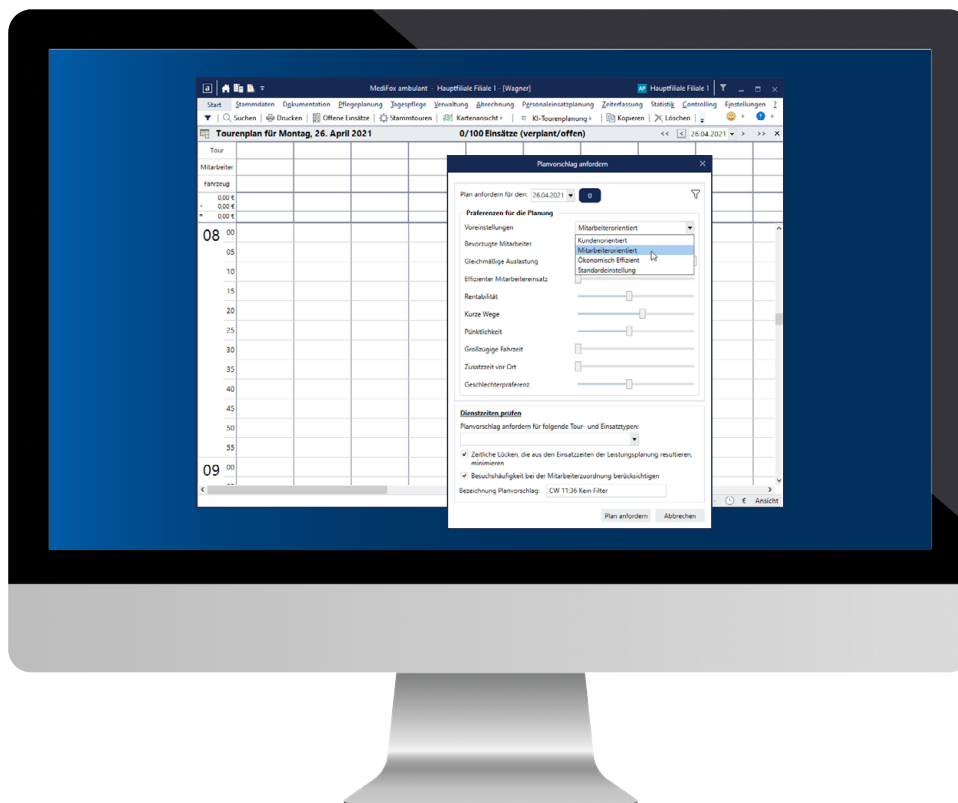 a MediFox ambulant - Hauptfiliale Filiale 1 - [Wagner] AP Hauptfiliale Filiale 1
Start Stammdaten Dokumentation Pflegeplanung Tagespflege Verwaltung Abrechnung Personaleinsatzplanung Zeiterfassung Statistik Controlling Einstellungen ?
Suchen Drucken Offene Einsätze Stammtouren Kartenansicht KI-Tourenplanung Kopieren Löschen
Tourenplan für Montag, 26. April 2021 0/100 Einsätze (verplant/offen) << < 26.04.2021 > >> ×
Tour
Mitarbeiter
Fahrzeug
0,00 €
- 0,00 €
= 0,00 €
08 00
05
10
15
20
25
30
35
40
45
50
55
09 00
Planvorschlag anfordern
Plan anfordern für den: 26.04.2021 0
Präferenzen für die Planung
Voreinstellungen Mitarbeiterorientiert
Kundenorientiert
Bevorzugte Mitarbeiter Mitarbeiterorientiert
Gleichmäßige Auslastung Ökonomisch Effizient
Standardeinstellung
Effizienter Mitarbeitereinsatz
Rentabilität
Kurze Wege
Pünktlichkeit
Großzügige Fahrzeit
Zusatzzeit vor Ort
Geschlechterpräferenz
Dienstzeiten prüfen
Planvorschlag anfordern für folgende Tour- und Einsatztypen:
Zeitliche Lücken, die aus den Einsatzzeiten der Leistungsplanung resultieren,
minimieren
Besuchshäufigkeit bei der Mitarbeiterzuordnung berücksichtigen
Bezeichnung Planvorschlag: CW 11:36 Kein Filter
Plan anfordern Abbrechen
€ Ansicht